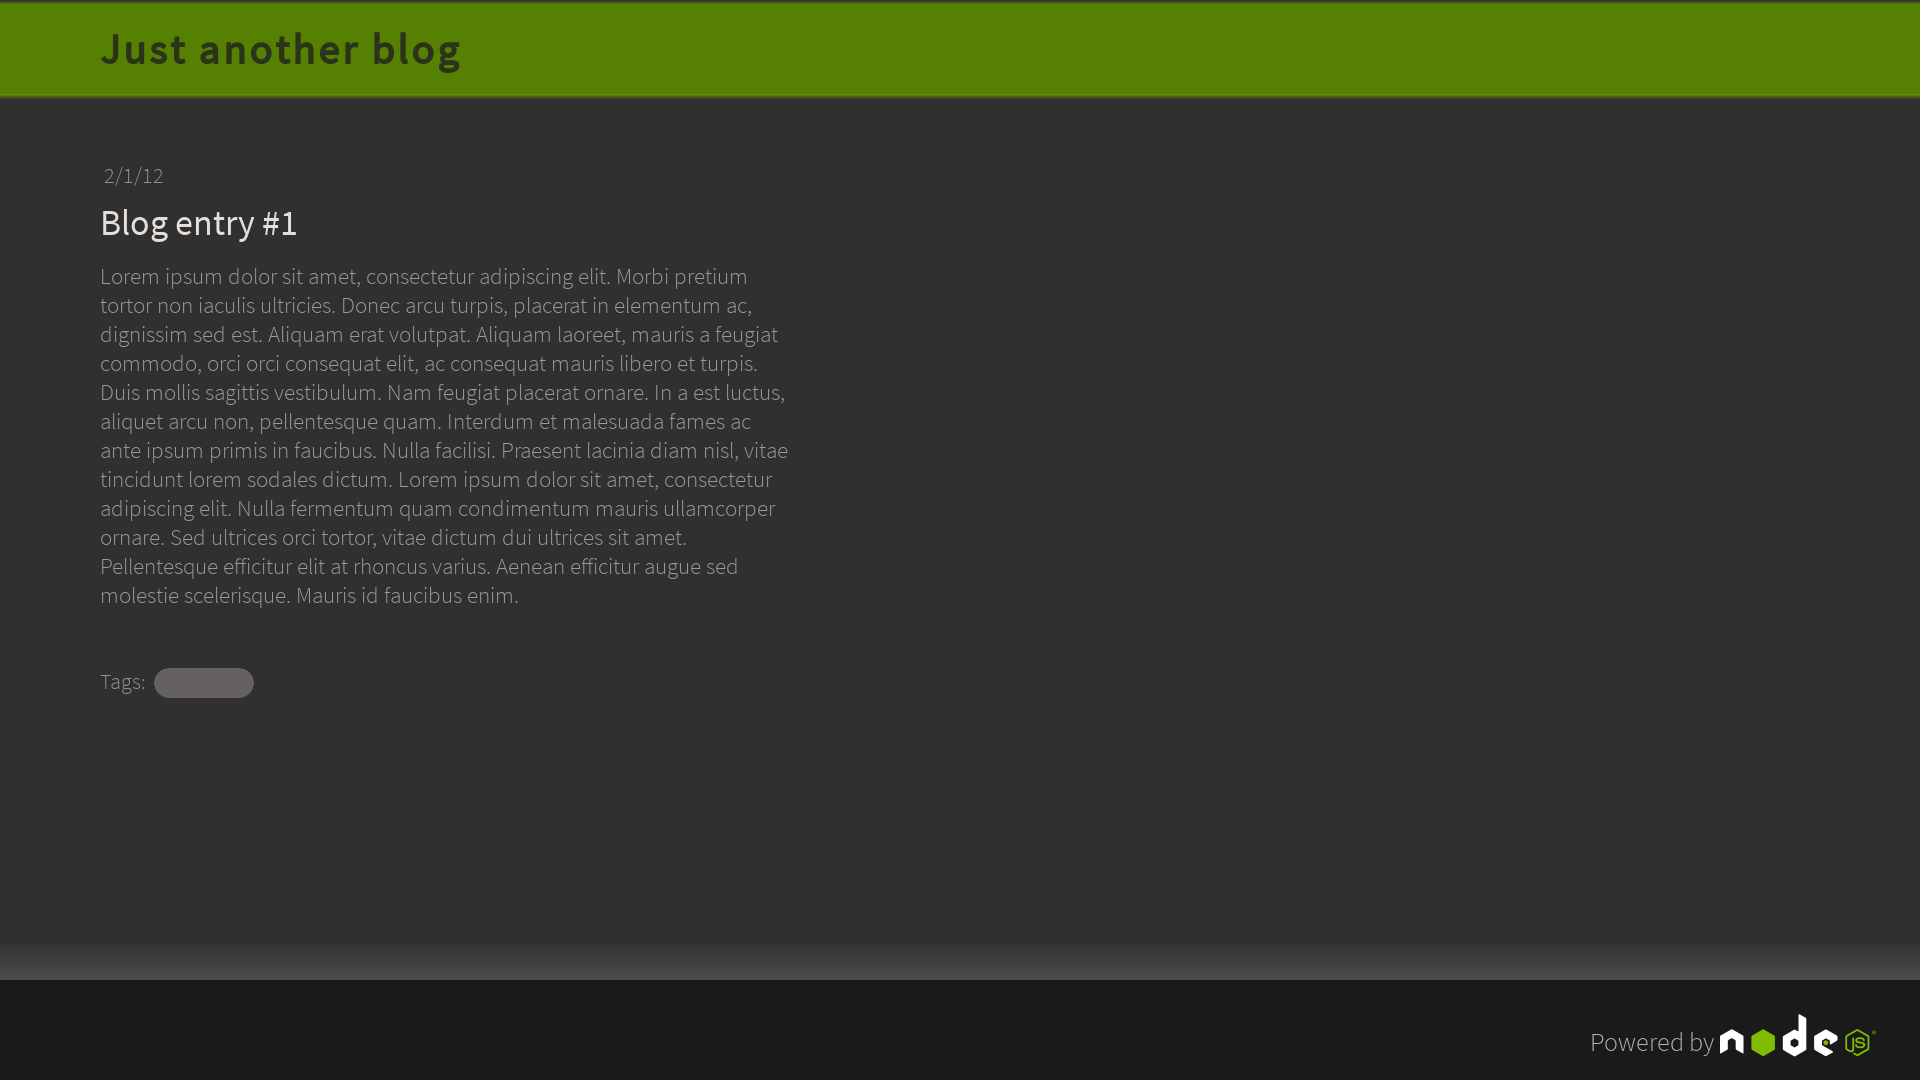 Just another blog
2/1/12
Blog entry #1
Lorem ipsum dolor sit amet, consectetur adipiscing elit. Morbi pretium
tortor non iaculis ultricies. Donec arcu turpis, placerat in elementum ac,
dignissim sed est. Aliquam erat volutpat. Aliquam laoreet, mauris a feugiat
commodo, orci orci consequat elit, ac consequat mauris libero et turpis.
Duis mollis sagittis vestibulum. Nam feugiat placerat ornare. In a est luctus,
aliquet arcu non, pellentesque quam. Interdum et malesuada fames ac
ante ipsum primis in faucibus. Nulla facilisi. Praesent lacinia diam nisl, vitae
tincidunt lorem sodales dictum. Lorem ipsum dolor sit amet, consectetur
adipiscing elit. Nulla fermentum quam condimentum mauris ullamcorper
ornare. Sed ultrices orci tortor, vitae dictum dui ultrices sit amet.
Pellentesque efficitur elit at rhoncus varius. Aenean efficitur augue sed
molestie scelerisque. Mauris id faucibus enim.
Tags:
Powered by node JS